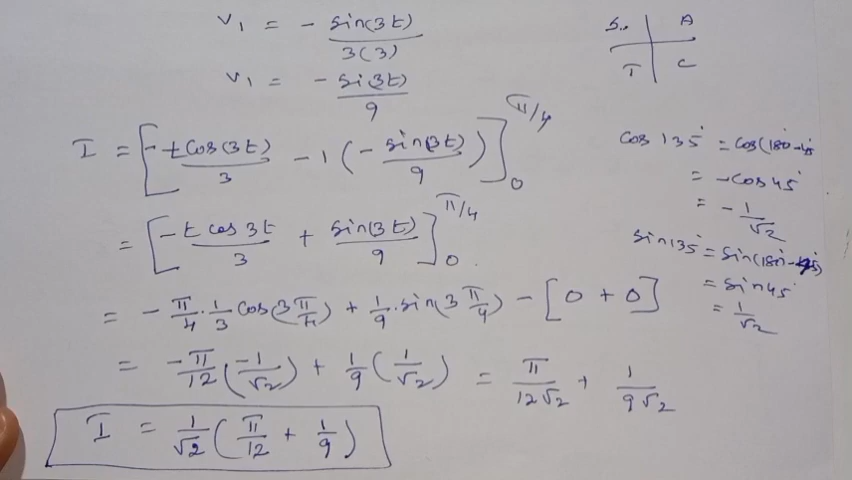 v₁ = - sin(3t) / 3(3)
S A
T C
v₁ = - sin(3t) / 9
I = [ -t cos(3t) / 3 - 1 ( - sin(3t) / 9 ) ]₀^π/4
= [ -t cos 3t / 3 + sin(3t) / 9 ]₀^π/4
= - π/4 . 1/3 cos(3 π/4) + 1/9 . sin(3 π/4) - [0 + 0]
= -π/12 ( -1/√2 ) + 1/9 ( 1/√2 ) = π/12√2 + 1/9√2
I = 1/√2 ( π/12 + 1/9 )
cos 135° = cos(180°-45°
= -cos 45°
= - 1/√2
sin 135° = sin(180°-45°)
= sin 45°
= 1/√2